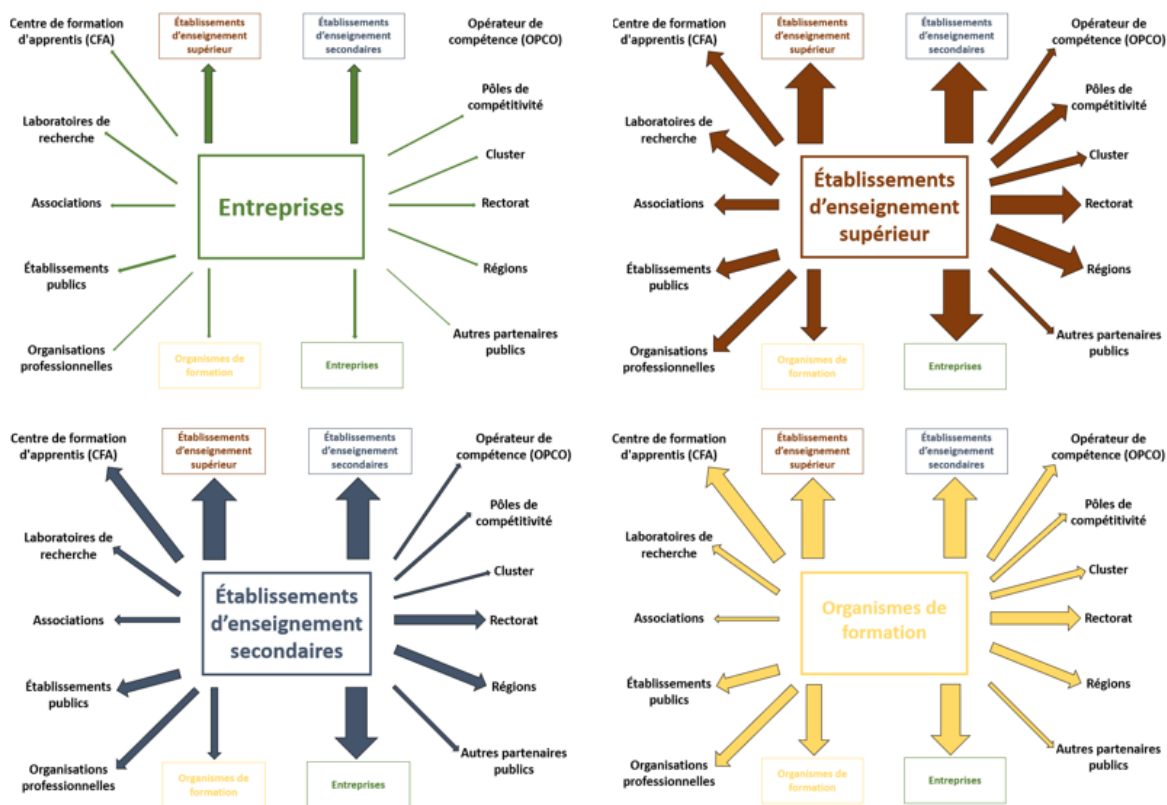 Centre de formation
d'apprentis (CFA)
Établissements
d'enseignement
supérieur
Établissements
d'enseignement
secondaires
Opérateur de
compétence (OPCO)
Laboratoires de
recherche
Pôles de
compétitivité
Cluster
Associations
Entreprises
Rectorat
Établissements
publics
Régions
Organisations
professionnelles
Organismes de
formation
Entreprises
Autres partenaires
publics
Centre de formation
d'apprentis (CFA)
Établissements
d'enseignement
supérieur
Établissements
d'enseignement
secondaires
Opérateur de
compétence (OPCO)
Laboratoires de
recherche
Pôles de
compétitivité
Cluster
Associations
Établissements
d'enseignement
supérieur
Rectorat
Établissements
publics
Régions
Organisations
professionnelles
Organismes de
formation
Entreprises
Autres partenaires
publics
Centre de formation
d'apprentis (CFA)
Établissements
d'enseignement
supérieur
Établissements
d'enseignement
secondaires
Opérateur de
compétence (OPCO)
Laboratoires de
recherche
Pôles de
compétitivité
Cluster
Associations
Établissements
d'enseignement
secondaires
Rectorat
Établissements
publics
Régions
Organisations
professionnelles
Organismes de
formation
Entreprises
Autres partenaires
publics
Centre de formation
d'apprentis (CFA)
Établissements
d'enseignement
supérieur
Établissements
d'enseignement
secondaires
Opérateur de
compétence (OPCO)
Laboratoires de
recherche
Pôles de
compétitivité
Cluster
Associations
Organismes de
formation
Rectorat
Établissements
publics
Régions
Organisations
professionnelles
Organismes de
formation
Entreprises
Autres partenaires
publics